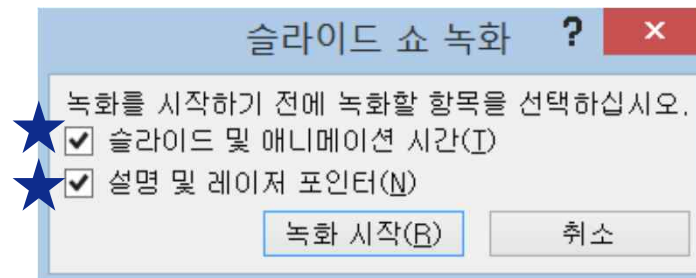 슬라이드 쇼 녹화 ? ×
녹화를 시작하기 전에 녹화할 항목을 선택하십시오.
슬라이드 및 애니메이션 시간(T)
설명 및 레이저 포인터(N)
녹화 시작(R) 취소